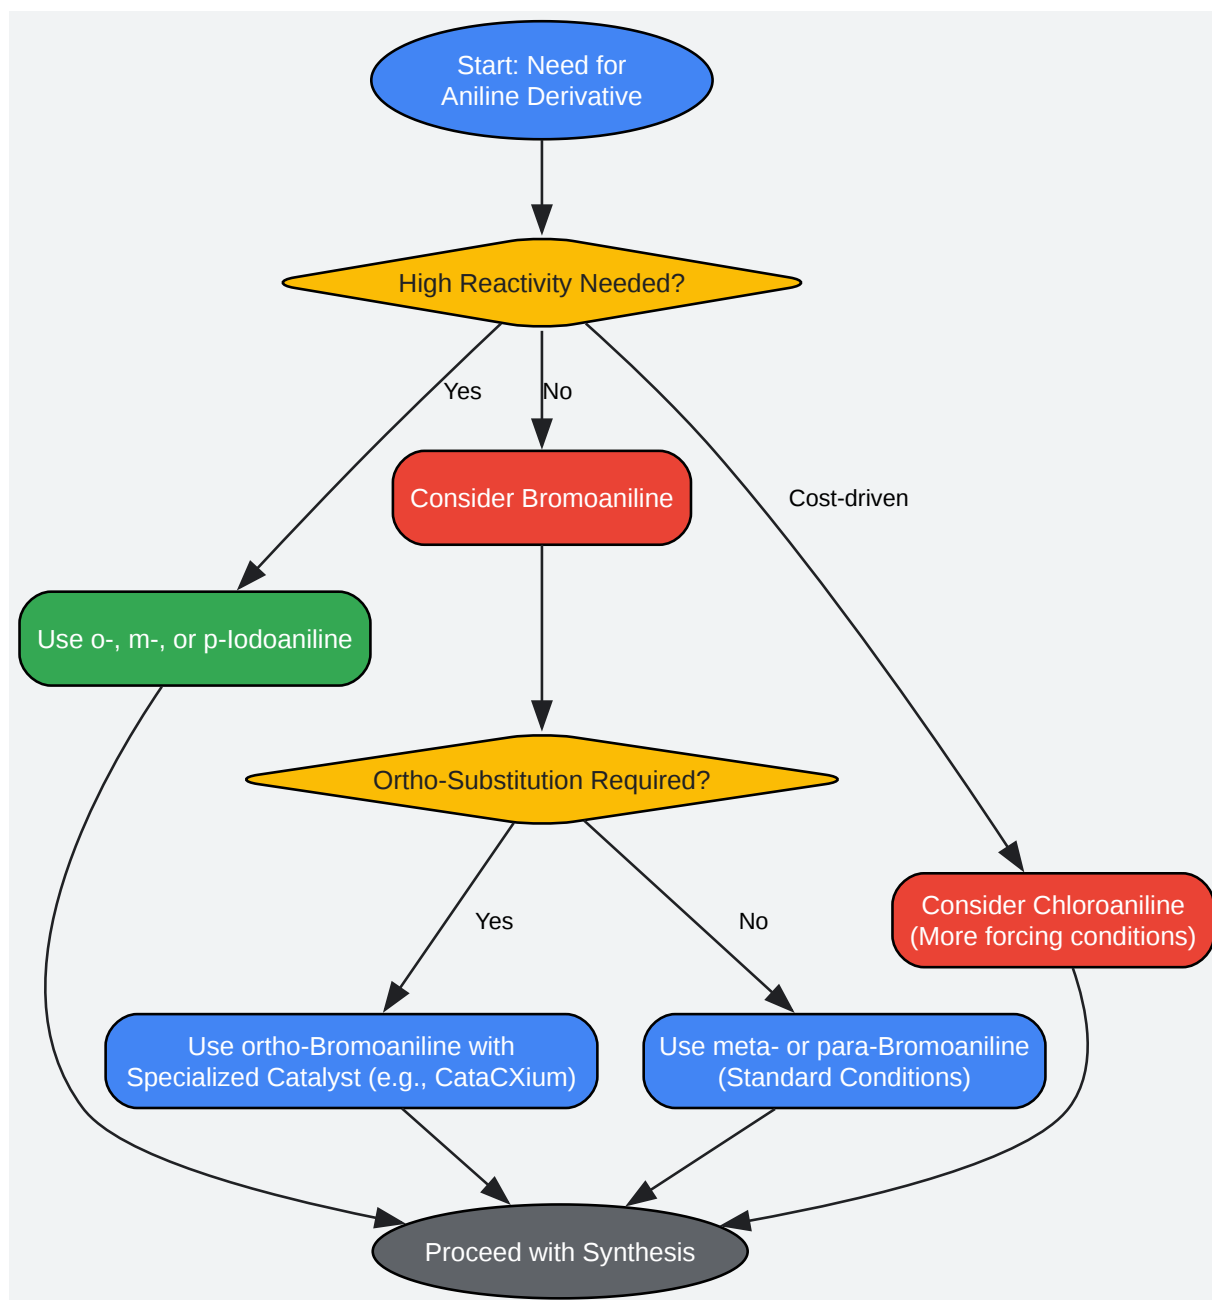 Start: Need for
Aniline Derivative
High Reactivity Needed?
Yes
No
Consider Bromoaniline
Cost-driven
Use o-, m-, or p-Iodoaniline
Ortho-Substitution Required?
Yes
No
Consider Chloroaniline
(More forcing conditions)
Use ortho-Bromoaniline with
Specialized Catalyst (e.g., CataCXium)
Use meta- or para-Bromoaniline
(Standard Conditions)
Proceed with Synthesis